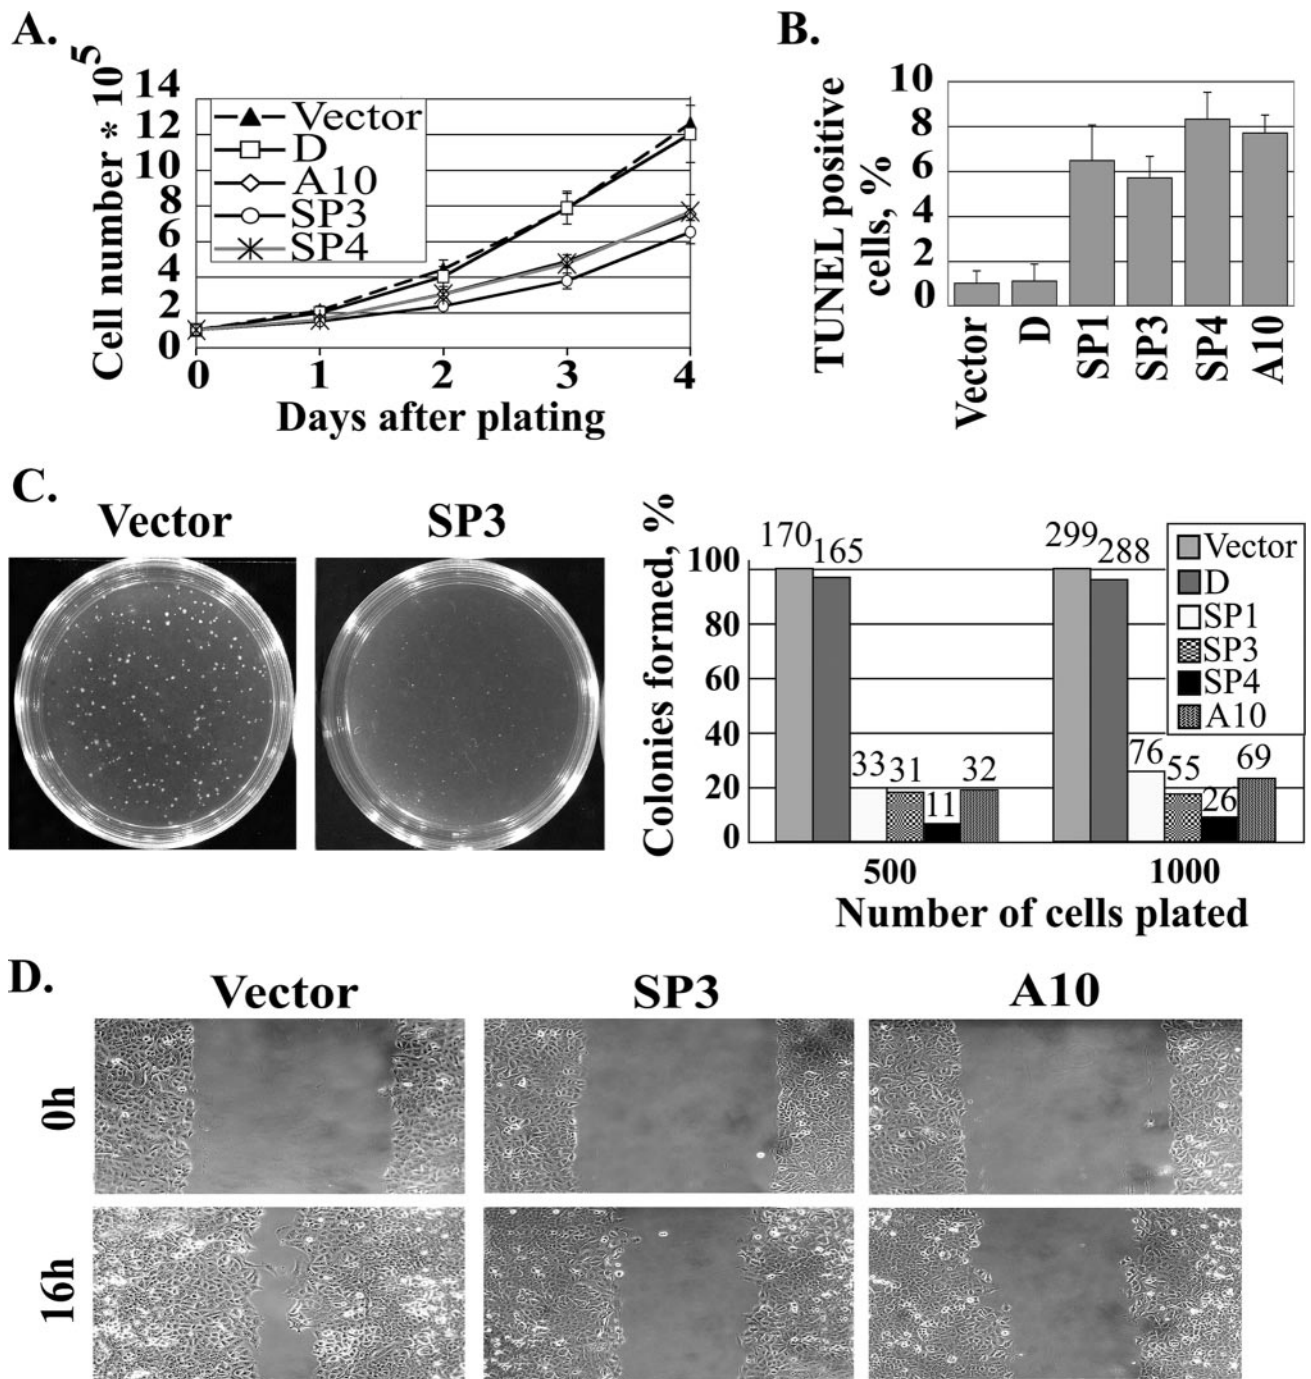 A.
Cell number * 10
5
14
12
10
8
6
4
2
0
Vector
D
A10
SP3
SP4
0 1 2 3 4
Days after plating
B.
TUNEL positive
cells, %
10
8
6
4
2
0
Vector
D
SP1
SP3
SP4
A10
C.
Vector SP3
Colonies formed, %
100
80
60
40
20
0
170
165
33
31
11
32
299
288
76
55
26
69
Vector
D
SP1
SP3
SP4
A10
500 1000
Number of cells plated
D.
Vector SP3 A10
0h
16h